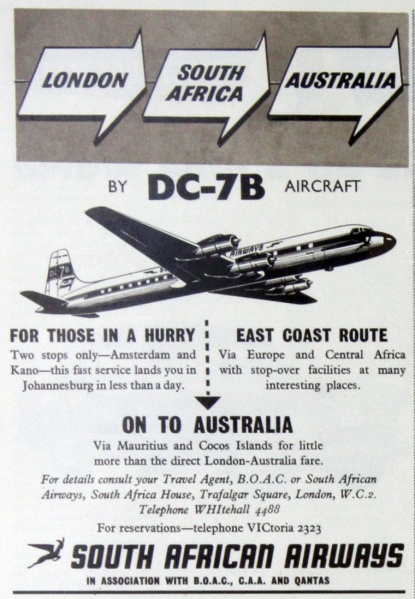 LONDON
SOUTH
AFRICA
AUSTRALIA
BY DC-7B AIRCRAFT
AIRWAYS
DC-7B
FOR THOSE IN A HURRY
Two stops only—Amsterdam and
Kano—this fast service lands you in
Johannesburg in less than a day.
EAST COAST ROUTE
Via Europe and Central Africa
with stop-over facilities at many
interesting places.
ON TO AUSTRALIA
Via Mauritius and Cocos Islands for little
more than the direct London-Australia fare.
For details consult your Travel Agent, B.O.A.C. or South African
Airways, South Africa House, Trafalgar Square, London, W.C.2.
Telephone WHItehall 4488
For reservations—telephone VICtoria 2323
SOUTH AFRICAN AIRWAYS
IN ASSOCIATION WITH B.O.A.C., C.A.A. AND QANTAS